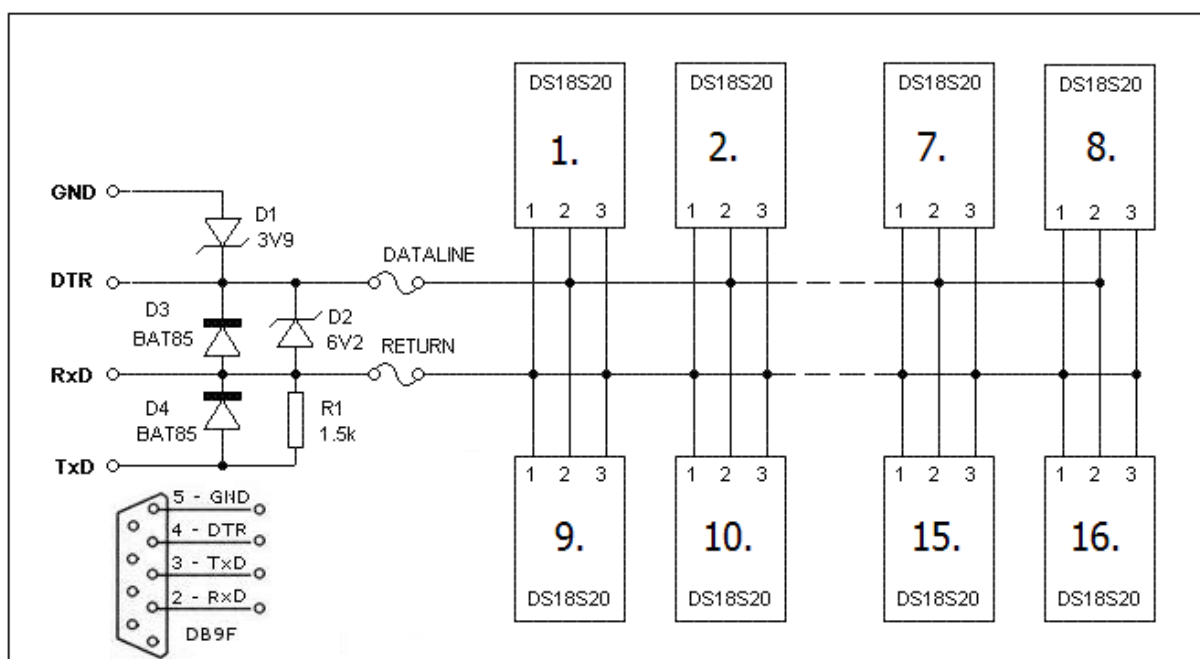 DS18S20 DS18S20 DS18S20 DS18S20
1. 2. 7. 8.
1 2 3 1 2 3 1 2 3 1 2 3
GND
D1
3V9
DATALINE
DTR
D3
BAT85
D2
6V2
RETURN
RxD
D4
BAT85
R1
1.5k
TxD
1 2 3 1 2 3 1 2 3 1 2 3
9. 10. 15. 16.
DS18S20 DS18S20 DS18S20 DS18S20
5 - GND
4 - DTR
3 - TxD
2 - RxD
DB9F